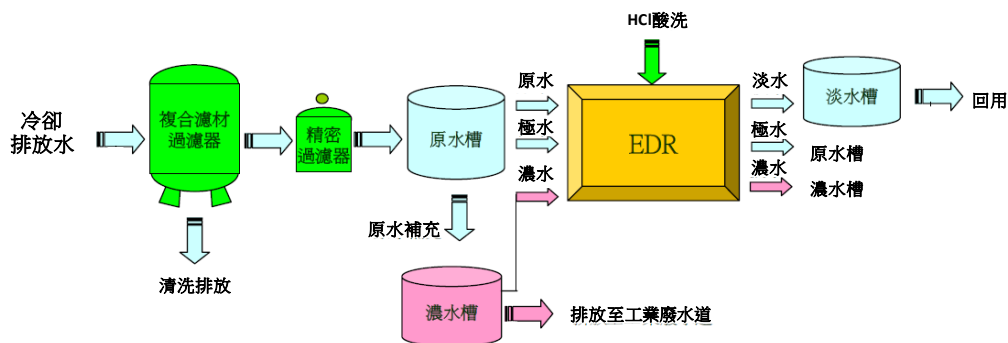 HCl酸洗
冷卻
排放水
複合濾材
過濾器
精密
過濾器
原水槽
原水
極水
濃水
EDR
淡水
極水
濃水
淡水槽
回用
原水槽
濃水槽
清洗排放
原水補充
濃水槽
排放至工業廢水道